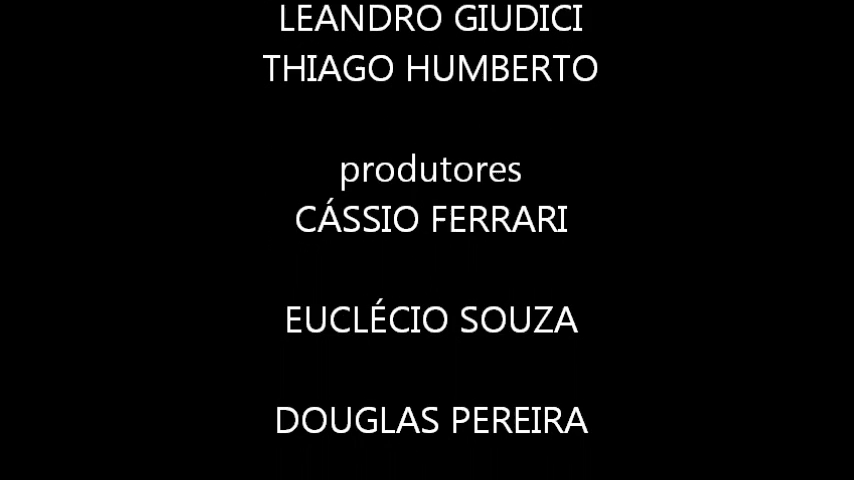 LEANDRO GIUDICI
THIAGO HUMBERTO
produtores
CÁSSIO FERRARI
EUCLÉCIO SOUZA
DOUGLAS PEREIRA